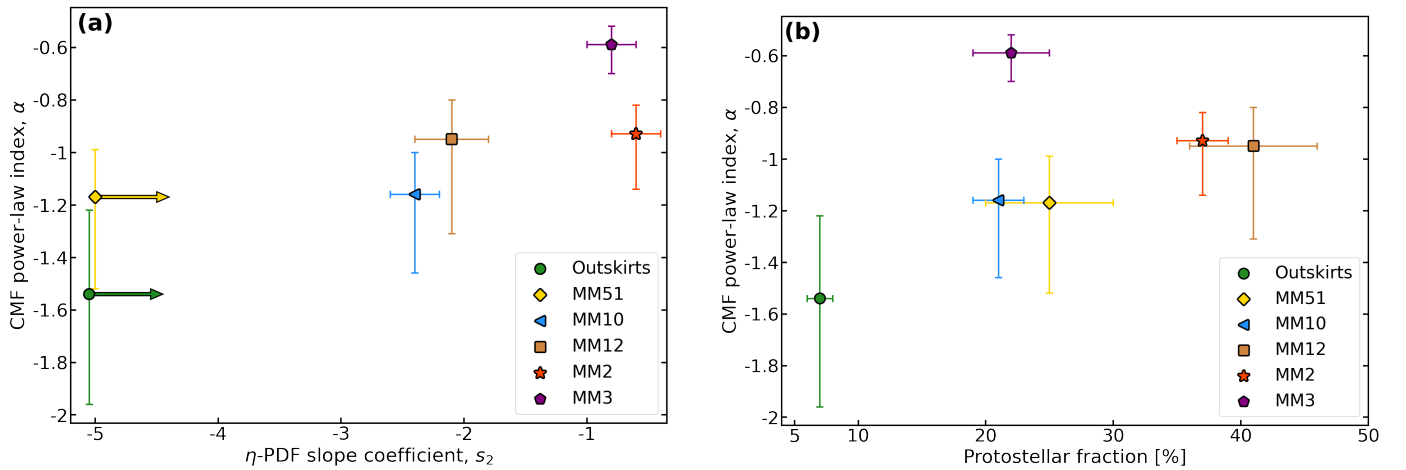 (a)
CMF power-law index, α
-0.6
-0.8
-1
-1.2
-1.4
-1.6
-1.8
-2
-5
-4
-3
-2
-1
η-PDF slope coefficient, s₂
Outskirts
MM51
MM10
MM12
MM2
MM3
(b)
CMF power-law index, α
-0.6
-0.8
-1
-1.2
-1.4
-1.6
-1.8
-2
5
10
20
30
40
50
Protostellar fraction [%]
Outskirts
MM51
MM10
MM12
MM2
MM3